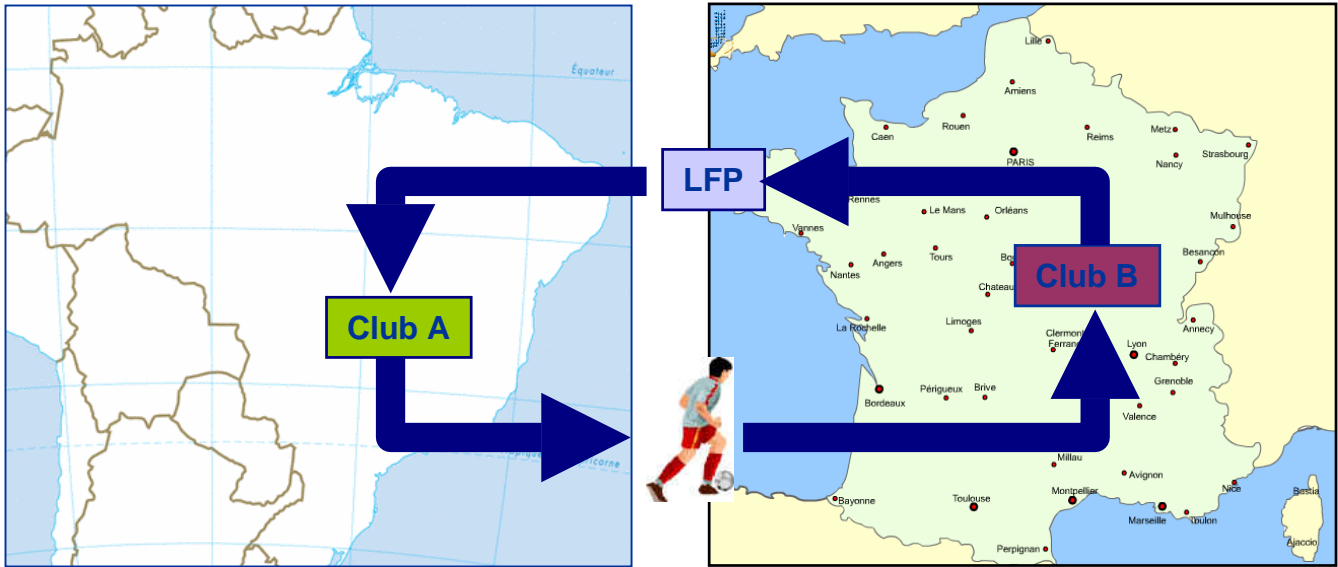 Équateur
LFP
Club A
Club B
Lille
Amiens
Rouen
Caen
Reims
Metz
Nancy
Strasbourg
PARIS
Rennes
Le Mans
Orléans
Vannes
Mulhouse
Angers
Tours
Besancon
Nantes
Chateau
La Rochelle
Limoges
Clermont
Ferrand
Lyon
Annecy
Chambéry
Grenoble
Périgueux
Brive
Bordeaux
Valence
Millau
Avignon
Bayonne
Toulouse
Montpellier
Nice
Bastia
Marseille
Toulon
Ajaccio
Perpignan